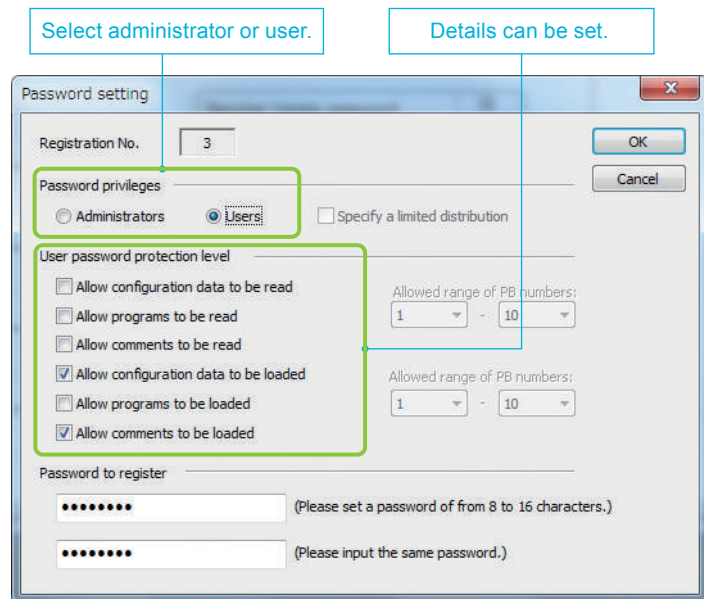 Select administrator or user.
Details can be set.
Password setting
Registration No. 3
OK
Password privileges
Cancel
Administrators Users Specify a limited distribution
User password protection level
Allow configuration data to be read
Allowed range of PB numbers:
Allow programs to be read
1 - 10
Allow comments to be read
Allow configuration data to be loaded
Allowed range of PB numbers:
Allow programs to be loaded
1 - 10
Allow comments to be loaded
Password to register
•••••••• (Please set a password of from 8 to 16 characters.)
•••••••• (Please input the same password.)